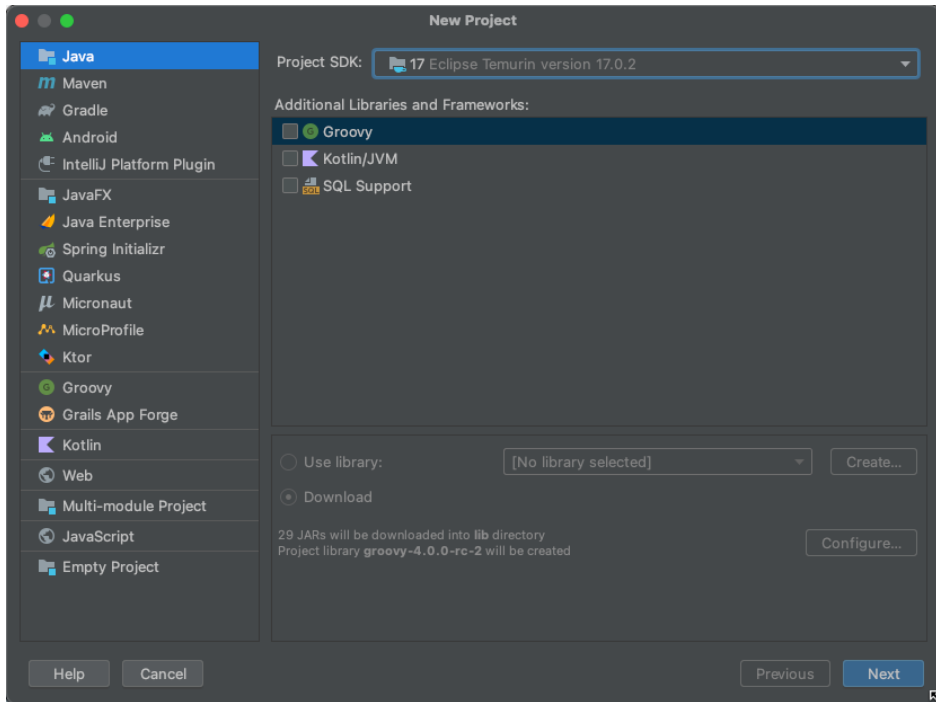 New Project
Java
Maven
Gradle
Android
IntelliJ Platform Plugin
JavaFX
Java Enterprise
Spring Initializr
Quarkus
Micronaut
MicroProfile
Ktor
Groovy
Grails App Forge
Kotlin
Web
Multi-module Project
JavaScript
Empty Project
Project SDK: 17 Eclipse Temurin version 17.0.2
Additional Libraries and Frameworks:
Groovy
Kotlin/JVM
SQL Support
Use library: [No library selected] Create...
Download
29 JARs will be downloaded into lib directory
Project library groovy-4.0.0-rc-2 will be created
Configure...
Help Cancel Previous Next